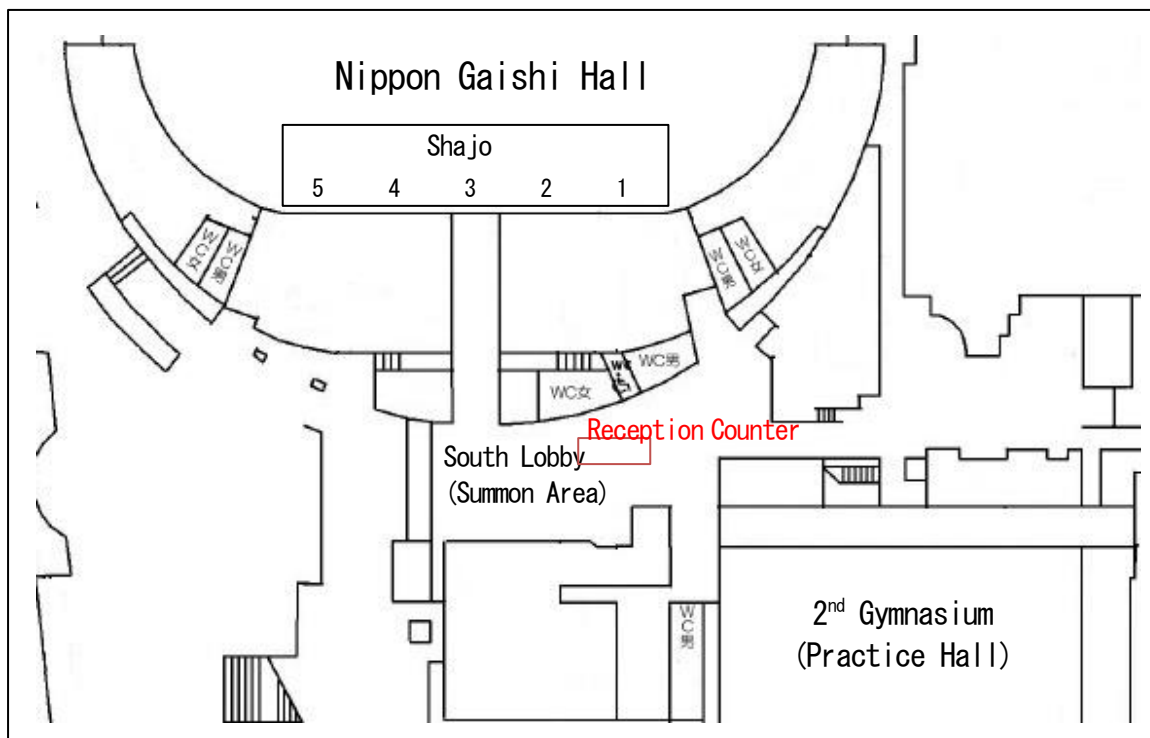 Nippon Gaishi Hall
Shajo
5 4 3 2 1
WC女
WC男
WC男
WC女
WC男
WC
WC女
Reception Counter
South Lobby
(Summon Area)
WC男
2nd Gymnasium
(Practice Hall)